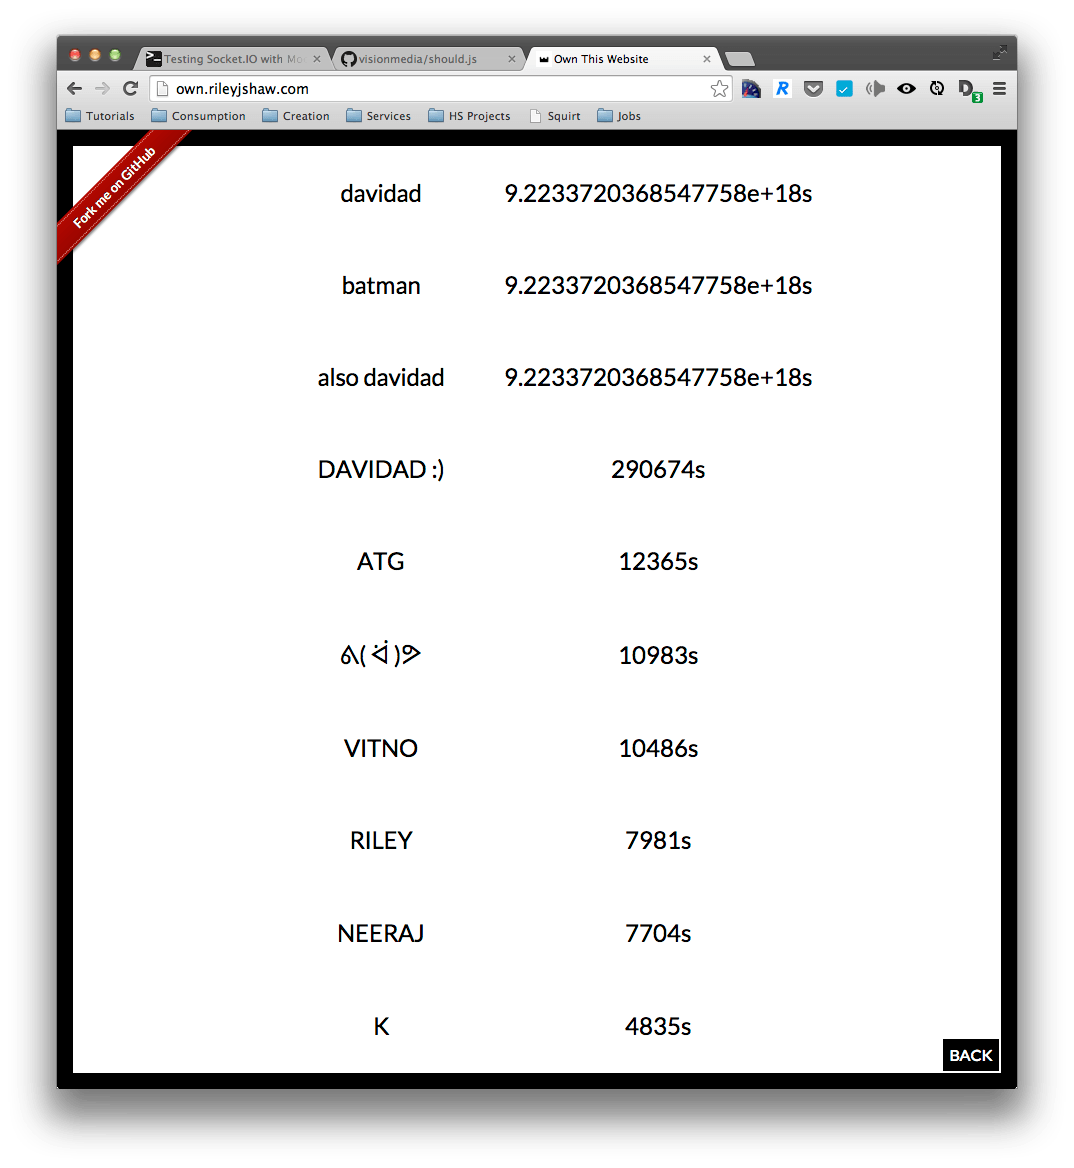 Testing Socket.IO with Mo
visionmedia/should.js
Own This Website
own.rileyjshaw.com
Tutorials Consumption Creation Services HS Projects Squirt Jobs
Fork me on GitHub
davidad 9.2233720368547758e+18s
batman 9.2233720368547758e+18s
also davidad 9.2233720368547758e+18s
DAVIDAD :) 290674s
ATG 12365s
10983s
VITNO 10486s
RILEY 7981s
NEERAJ 7704s
K 4835s
BACK